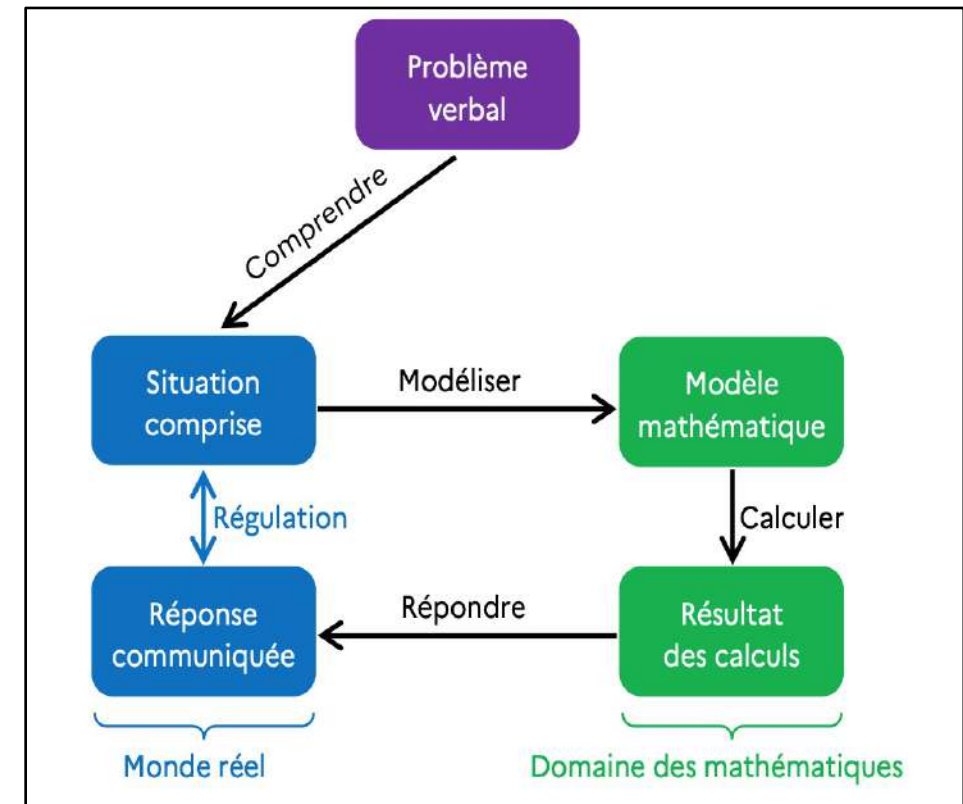 Problème
verbal
Comprendre
Situation
comprise
Modéliser
Modèle
mathématique
Régulation
Calculer
Réponse
communiquée
Répondre
Résultat
des calculs
Monde réel
Domaine des mathématiques